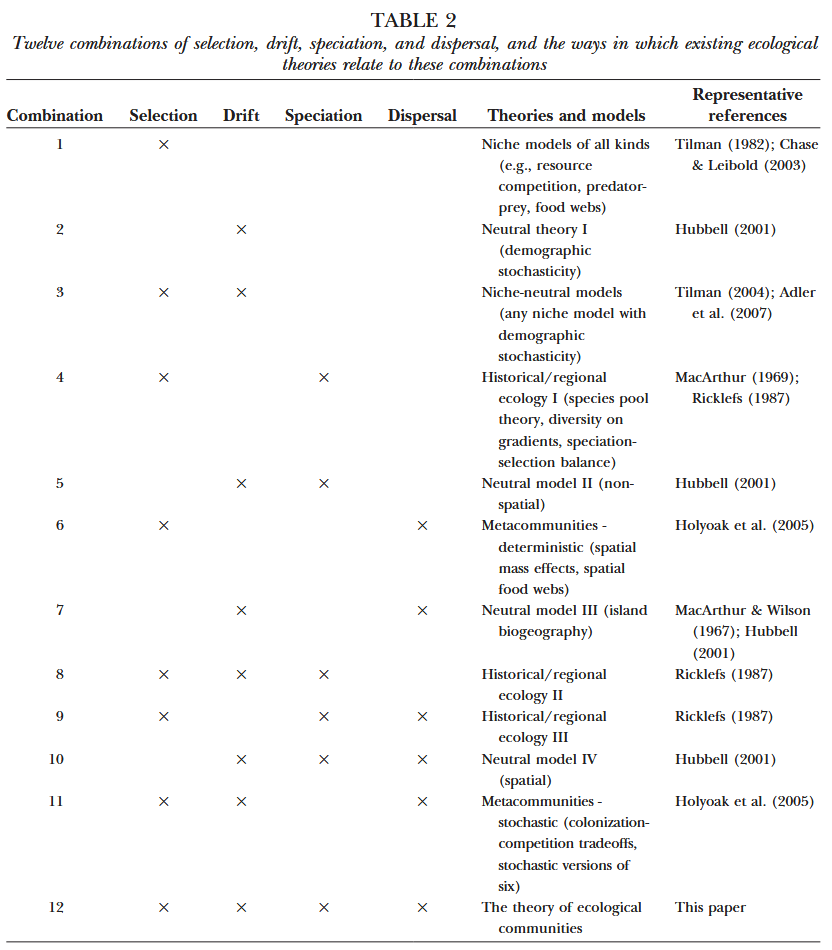 TABLE 2
Twelve combinations of selection, drift, speciation, and dispersal, and the ways in which existing ecological
theories relate to these combinations
Representative
Combination Selection Drift Speciation Dispersal Theories and models references
1 × Niche models of all kinds Tilman (1982); Chase
(e.g., resource & Leibold (2003)
competition, predator-
prey, food webs)
2 × Neutral theory I Hubbell (2001)
(demographic
stochasticity)
3 × × Niche-neutral models Tilman (2004); Adler
(any niche model with et al. (2007)
demographic
stochasticity)
4 × × Historical/regional MacArthur (1969);
ecology I (species pool Ricklefs (1987)
theory, diversity on
gradients, speciation-
selection balance)
5 × × Neutral model II (non- Hubbell (2001)
spatial)
6 × × Metacommunities - Holyoak et al. (2005)
deterministic (spatial
mass effects, spatial
food webs)
7 × × Neutral model III (island MacArthur & Wilson
biogeography) (1967); Hubbell
(2001)
8 × × × Historical/regional Ricklefs (1987)
ecology II
9 × × × Historical/regional Ricklefs (1987)
ecology III
10 × × × Neutral model IV Hubbell (2001)
(spatial)
11 × × × Metacommunities - Holyoak et al. (2005)
stochastic (colonization-
competition tradeoffs,
stochastic versions of
six)
12 × × × × The theory of ecological This paper
communities